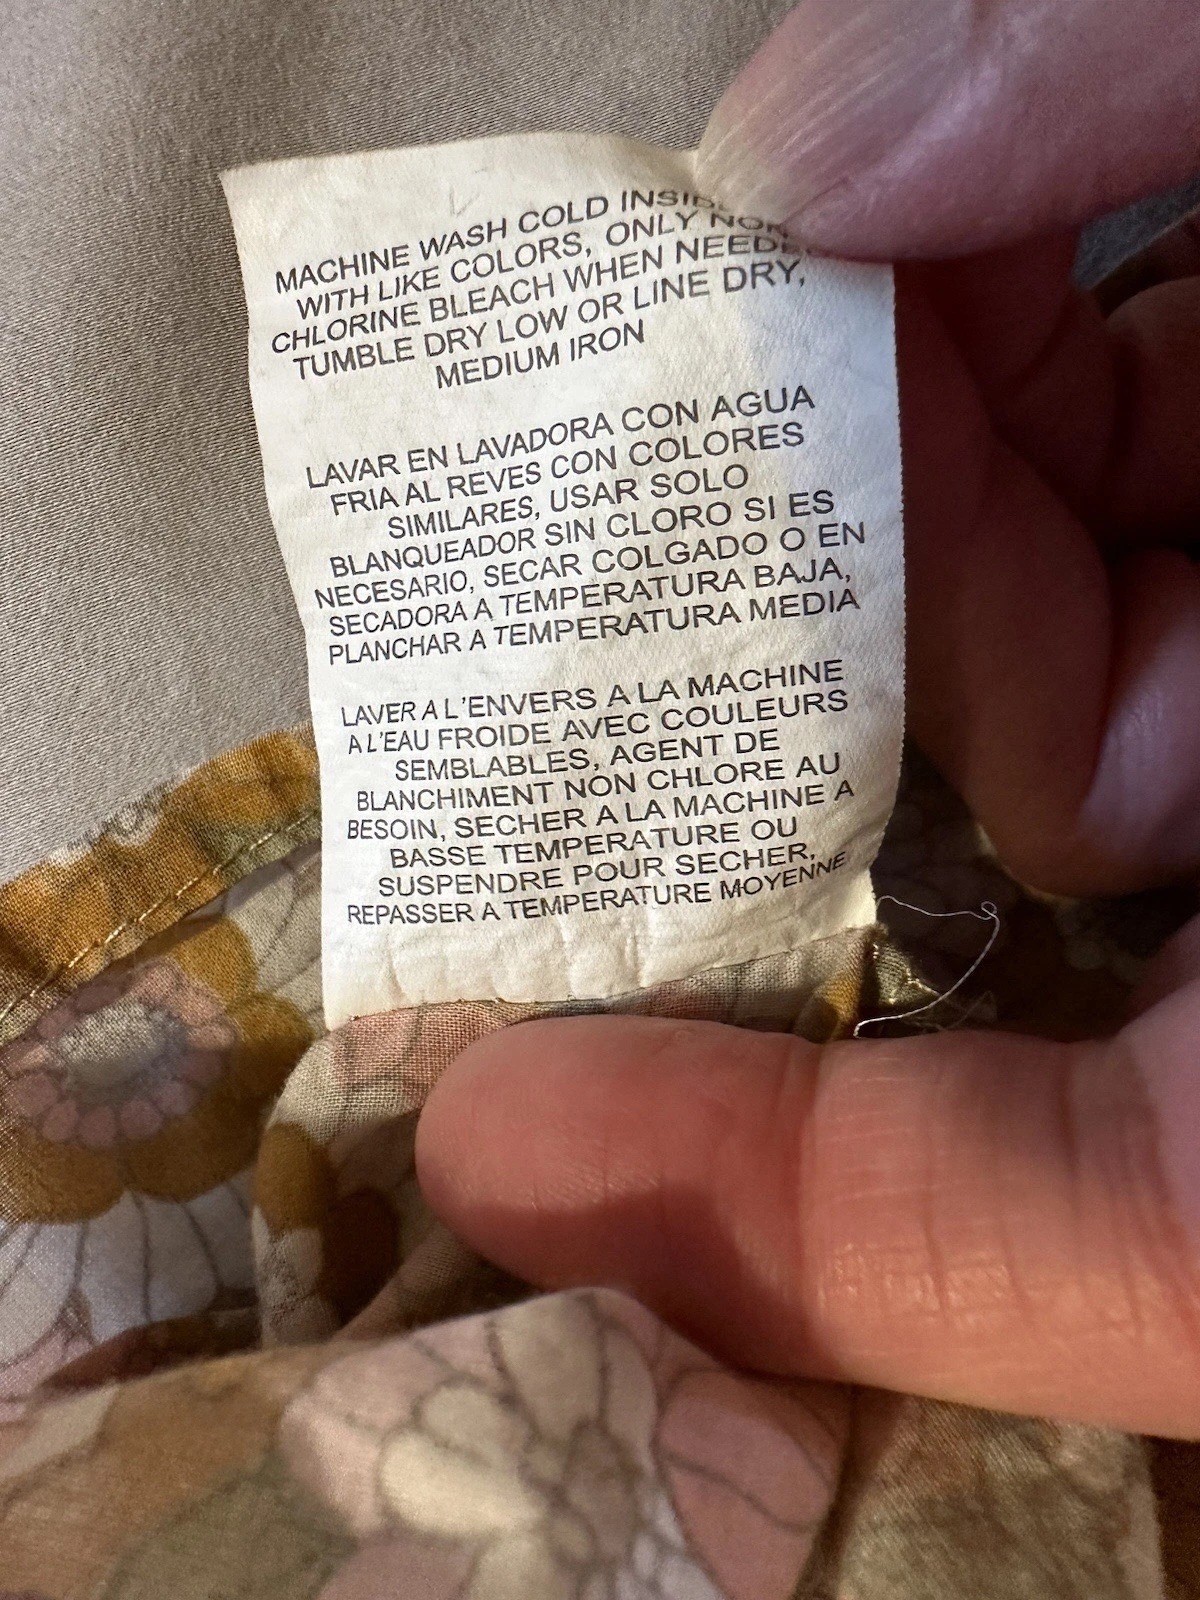 MACHINE WASH COLD
WITH LIKE COLORS, ONLY
CHLORINE BLEACH WHEN
TUMBLE DRY LOW OR LINE DRY,
MEDIUM IRON
LAVAR EN LAVADORA CON AGUA
FRIA AL REVES CON COLORES
SIMILARES, USAR SOLO
BLANQUEADOR SIN CLORO SI ES
NECESARIO, SECAR COLGADO O EN
SECADORA A TEMPERATURA BAJA,
PLANCHAR A TEMPERATURA MEDIA
LAVER A L'ENVERS A LA MACHINE
A L'EAU FROIDE AVEC COULEURS
SEMBLABLES, AGENT DE
BLANCHIMENT NON CHLORE AU
BESOIN, SECHER A LA MACHINE A
BASSE TEMPERATURE OU
SUSPENDRE POUR SECHER,
REPASSER A TEMPERATURE MOYENNE